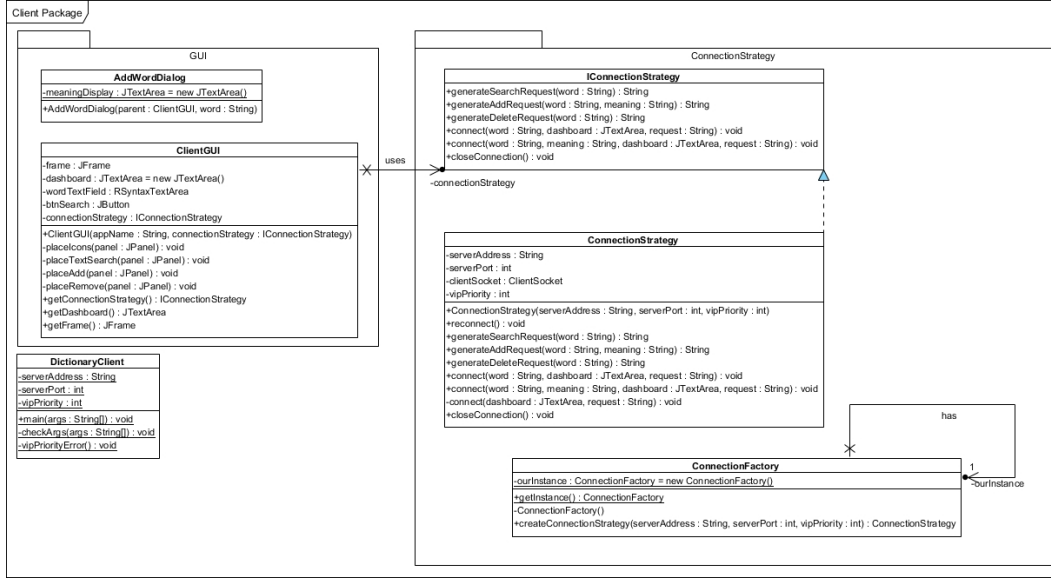 Client Package
GUI
AddWordDialog
-meaningDisplay : JTextArea = new JTextArea()
+AddWordDialog(parent : ClientGUI, word : String)
ClientGUI
-frame : JFrame
-dashboard : JTextArea = new JTextArea()
-wordTextField : RSyntaxTextArea
-btnSearch : JButton
-connectionStrategy : IConnectionStrategy
+ClientGUI(appName : String, connectionStrategy : IConnectionStrategy)
-placeIcons(panel : JPanel) : void
-placeTextSearch(panel : JPanel) : void
-placeAdd(panel : JPanel) : void
-placeRemove(panel : JPanel) : void
+getConnectionStrategy() : IConnectionStrategy
+getDashboard() : JTextArea
+getFrame() : JFrame
DictionaryClient
-serverAddress : String
-serverPort : int
-vipPriority : int
+main(args : String[]) : void
-checkArgs(args : String[]) : void
-vipPriorityError() : void
uses
-connectionStrategy
ConnectionStrategy
IConnectionStrategy
+generateSearchRequest(word : String) : String
+generateAddRequest(word : String, meaning : String) : String
+generateDeleteRequest(word : String) : String
+connect(word : String, dashboard : JTextArea, request : String) : void
+connect(word : String, meaning : String, dashboard : JTextArea, request : String) : void
+closeConnection() : void
ConnectionStrategy
-serverAddress : String
-serverPort : int
-clientSocket : ClientSocket
-vipPriority : int
+ConnectionStrategy(serverAddress : String, serverPort : int, vipPriority : int)
+reconnect() : void
+generateSearchRequest(word : String) : String
+generateAddRequest(word : String, meaning : String) : String
+generateDeleteRequest(word : String) : String
+connect(word : String, dashboard : JTextArea, request : String) : void
+connect(word : String, meaning : String, dashboard : JTextArea, request : String) : void
-connect(dashboard : JTextArea, request : String) : void
+closeConnection() : void
has
1
-ourInstance
ConnectionFactory
-ourInstance : ConnectionFactory = new ConnectionFactory()
+getInstance() : ConnectionFactory
-ConnectionFactory()
+createConnectionStrategy(serverAddress : String, serverPort : int, vipPriority : int) : ConnectionStrategy